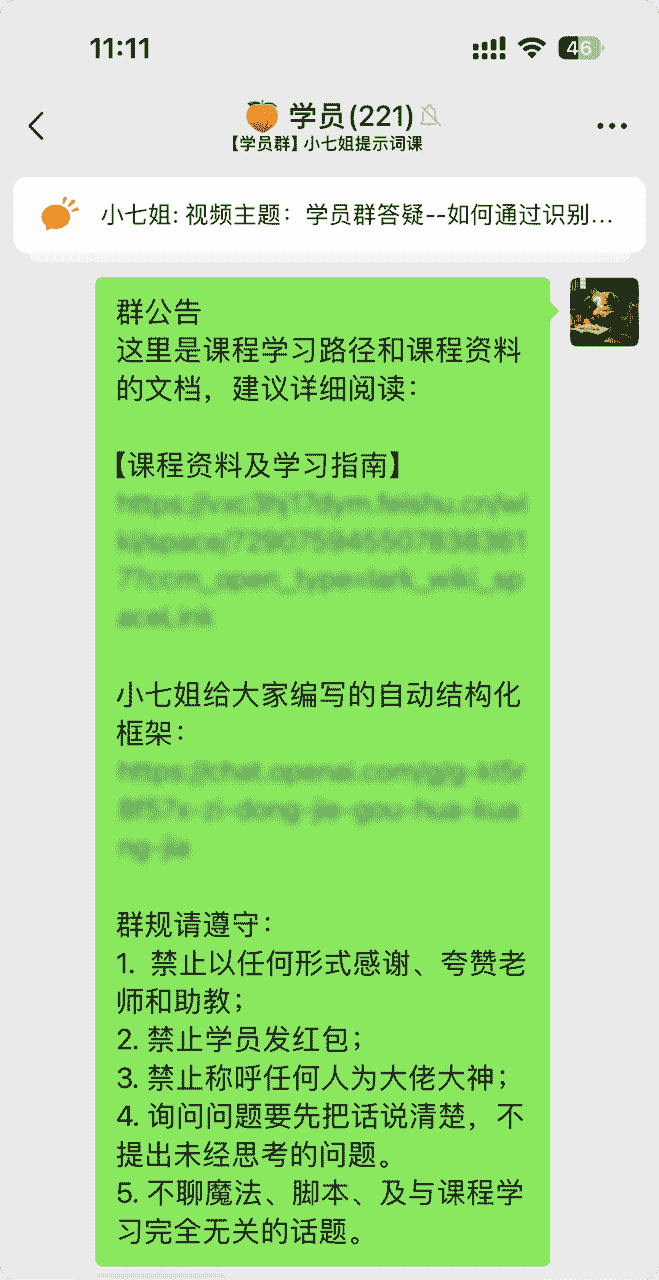 11:11
46
学员(221)
【学员群】小七姐提示词课
小七姐: 视频主题：学员群答疑--如何通过识别...
群公告
这里是课程学习路径和课程资料
的文档，建议详细阅读：
【课程资料及学习指南】
小七姐给大家编写的自动结构化
框架：
群规请遵守：
1. 禁止以任何形式感谢、夸赞老
师和助教；
2. 禁止学员发红包；
3. 禁止称呼任何人为大佬大神；
4. 询问问题要先把话说清楚，不
提出未经思考的问题。
5. 不聊魔法、脚本、及与课程学
习完全无关的话题。